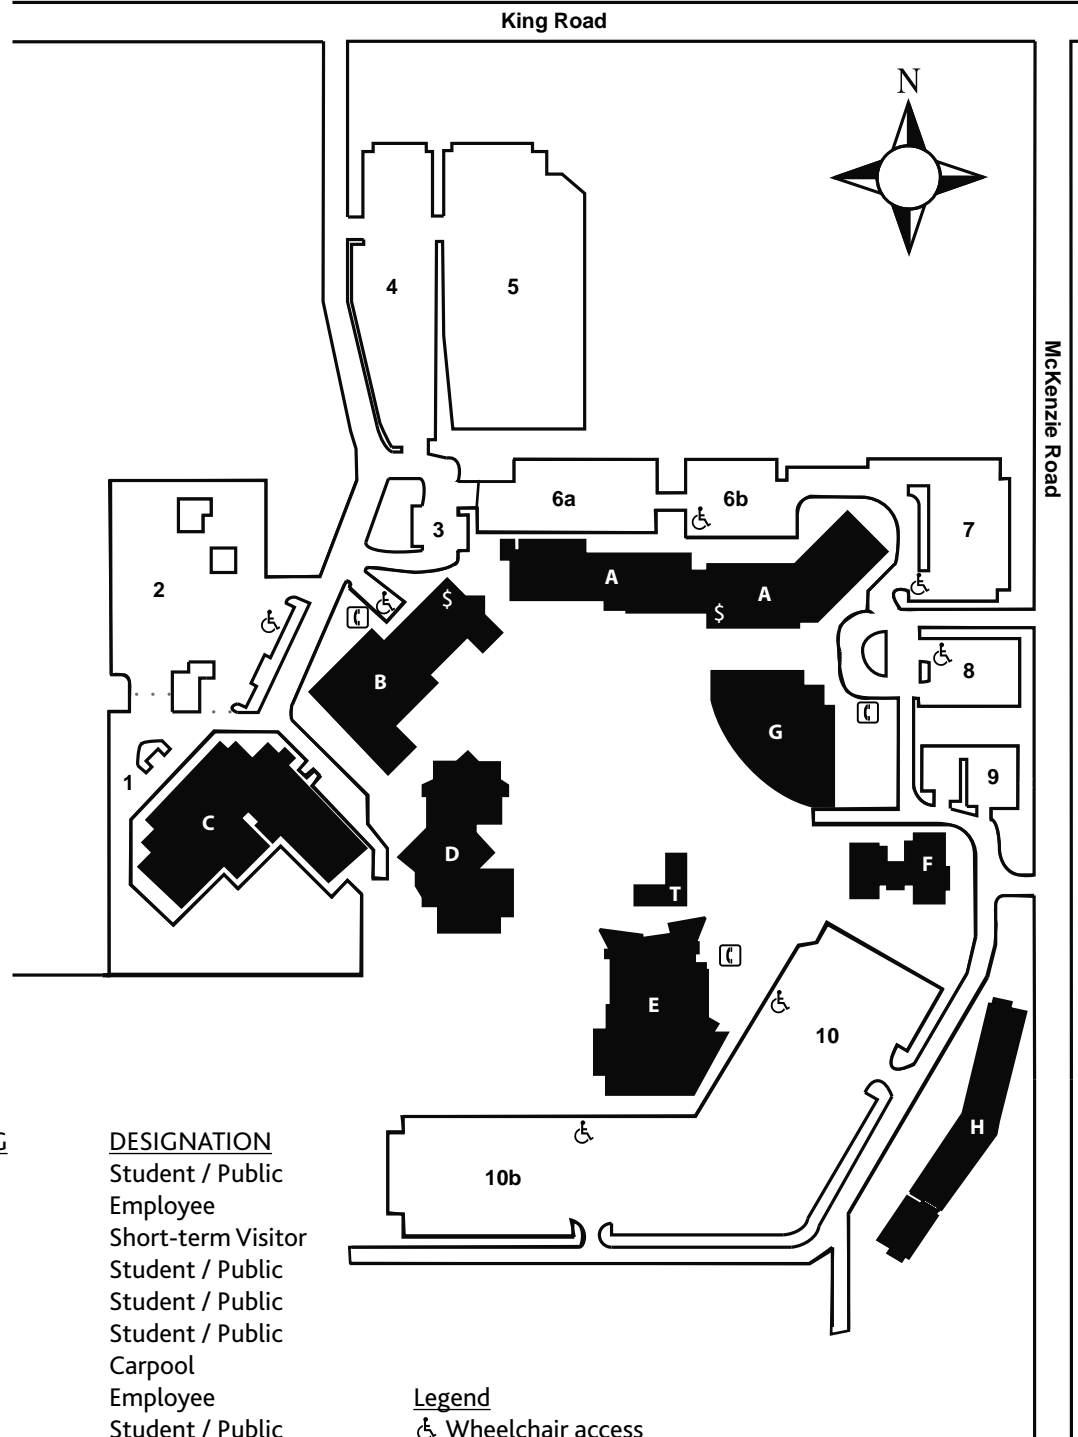 King Road
N
4
5
McKenzie Road
6a
6b
7
3
2
A
A
$
$
8
B
G
1
9
C
D
F
T
E
10
H
10b
G
DESIGNATION
Student / Public
Employee
Short-term Visitor
Student / Public
Student / Public
Student / Public
Carpool
Employee
Student / Public
Legend
Wheelchair access